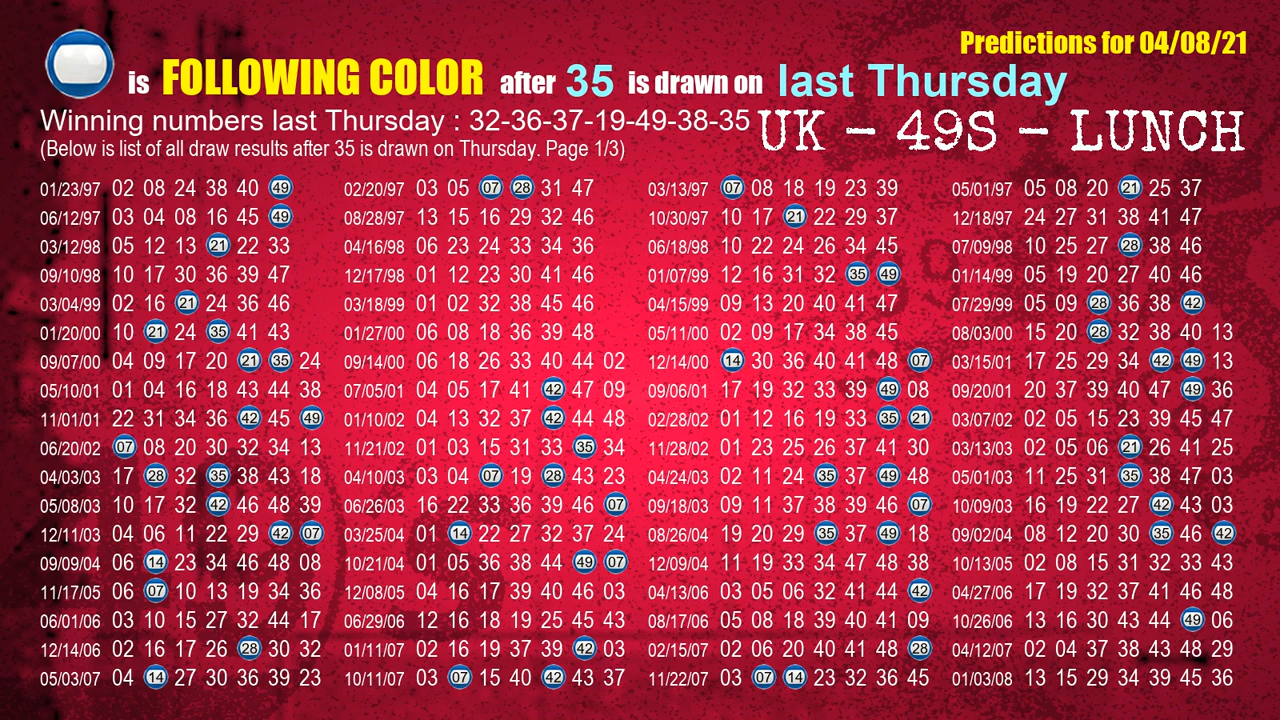 Predictions for 04/08/21
is FOLLOWING COLOR after 35 is drawn on last Thursday
Winning numbers last Thursday : 32-36-37-19-49-38-35
UK - 49S - LUNCH
(Below is list of all draw results after 35 is drawn on Thursday. Page 1/3)
01/23/97 02 08 24 38 40 49 02/20/97 03 05 07 28 31 47 03/13/97 07 08 18 19 23 39 05/01/97 05 08 20 21 25 37
06/12/97 03 04 08 16 45 49 08/28/97 13 15 16 29 32 46 10/30/97 10 17 21 22 29 37 12/18/97 24 27 31 38 41 47
03/12/98 05 12 13 21 22 33 04/16/98 06 23 24 33 34 36 06/18/98 10 22 24 26 34 45 07/09/98 10 25 27 28 38 46
09/10/98 10 17 30 36 39 47 12/17/98 01 12 23 30 41 46 01/07/99 12 16 31 32 35 49 01/14/99 05 19 20 27 40 46
03/04/99 02 16 21 24 36 46 03/18/99 01 02 32 38 45 46 04/15/99 09 13 20 40 41 47 07/29/99 05 09 28 36 38 42
01/20/00 10 21 24 35 41 43 01/27/00 06 08 18 36 39 48 05/11/00 02 09 17 34 38 45 08/03/00 15 20 28 32 38 40 13
09/07/00 04 09 17 20 21 35 24 09/14/00 06 18 26 33 40 44 02 12/14/00 14 30 36 40 41 48 07 03/15/01 17 25 29 34 42 49 13
05/10/01 01 04 16 18 43 44 38 07/05/01 04 05 17 41 42 47 09 09/06/01 17 19 32 33 39 49 08 09/20/01 20 37 39 40 47 49 36
11/01/01 22 31 34 36 42 45 49 01/10/02 04 13 32 37 42 44 48 02/28/02 01 12 16 19 33 35 21 03/07/02 02 05 15 23 39 45 47
06/20/02 07 08 20 30 32 34 13 11/21/02 01 03 15 31 33 35 34 11/28/02 01 23 25 26 37 41 30 03/13/03 02 05 06 21 26 41 25
04/03/03 17 28 32 35 38 43 18 04/10/03 03 04 07 19 28 43 23 04/24/03 02 11 24 35 37 49 48 05/01/03 11 25 31 35 38 47 03
05/08/03 10 17 32 42 46 48 39 06/26/03 16 22 33 36 39 46 07 09/18/03 09 11 37 38 39 46 07 10/09/03 16 19 22 27 42 43 03
12/11/03 04 06 11 22 29 42 07 03/25/04 01 14 22 27 32 37 24 08/26/04 19 20 29 35 37 49 18 09/02/04 08 12 20 30 35 46 42
09/09/04 06 14 23 34 46 48 08 10/21/04 01 05 36 38 44 49 07 12/09/04 11 19 33 34 47 48 38 10/13/05 02 08 15 31 32 33 43
11/17/05 06 07 10 13 19 34 36 12/08/05 04 16 17 39 40 46 03 04/13/06 03 05 06 32 41 44 42 04/27/06 17 19 32 37 41 46 48
06/01/06 03 10 15 27 32 44 17 06/29/06 12 16 18 19 25 45 43 08/17/06 05 08 18 39 40 41 09 10/26/06 13 16 30 43 44 49 06
12/14/06 02 16 17 26 28 30 32 01/11/07 02 16 19 37 39 42 03 02/15/07 02 06 20 40 41 48 28 04/12/07 02 04 37 38 43 48 29
05/03/07 04 14 27 30 36 39 23 10/11/07 03 07 15 40 42 43 37 11/22/07 03 07 14 23 32 36 45 01/03/08 13 15 29 34 39 45 36